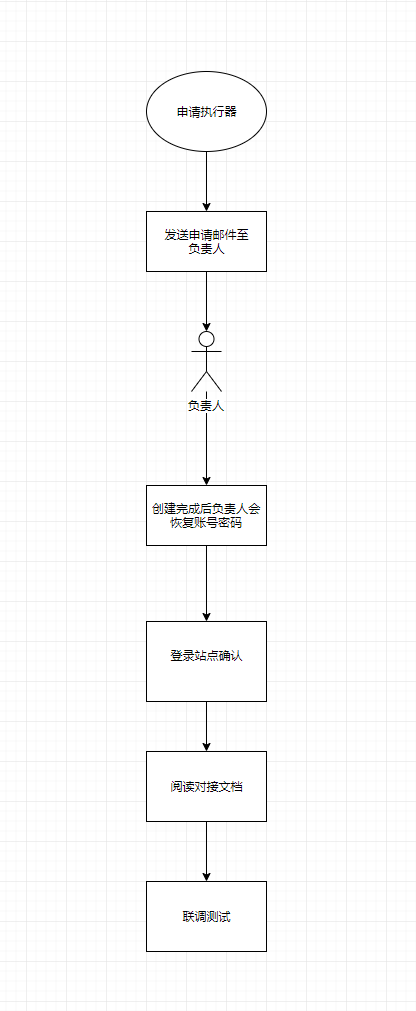 申请执行器
发送申请邮件至
负责人
负责人
创建完成后负责人会
恢复账号密码
登录站点确认
阅读对接文档
联调测试